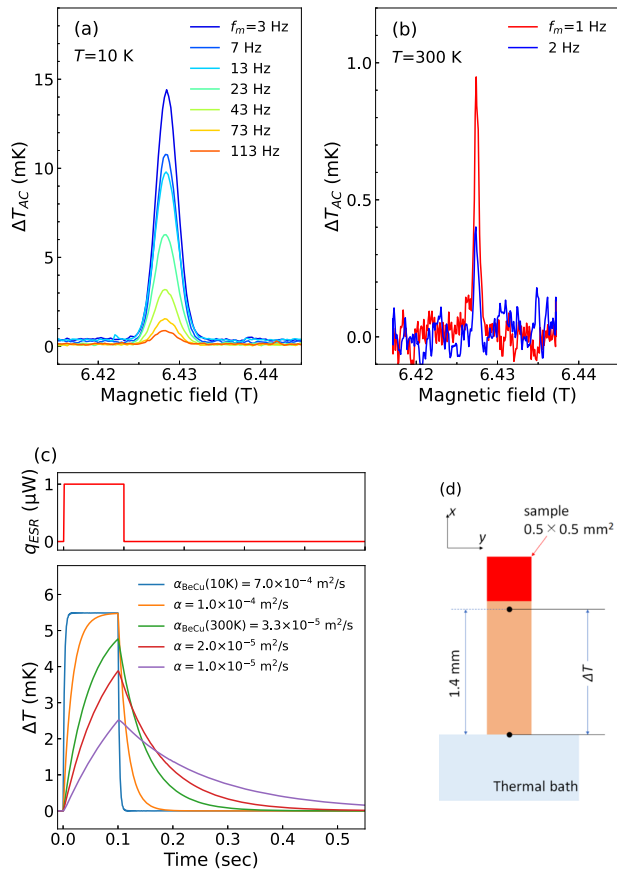 (a)
T=10 K
fm=3 Hz
7 Hz
13 Hz
23 Hz
43 Hz
73 Hz
113 Hz
15
10
5
0
ΔT_AC (mK)
6.42
6.43
6.44
Magnetic field (T)
(b)
T=300 K
fm=1 Hz
2 Hz
1.0
0.5
0.0
ΔT_AC (mK)
6.42
6.43
6.44
Magnetic field (T)
(c)
1
0
q_ESR (μW)
α_BeCu(10K) = 7.0×10⁻⁴ m²/s
α = 1.0×10⁻⁴ m²/s
α_BeCu(300K) = 3.3×10⁻⁵ m²/s
α = 2.0×10⁻⁵ m²/s
α = 1.0×10⁻⁵ m²/s
6
5
4
3
2
1
0
ΔT (mK)
0.0
0.1
0.2
0.3
0.4
0.5
Time (sec)
(d)
x
y
sample
0.5×0.5 mm²
1.4 mm
ΔT
Thermal bath